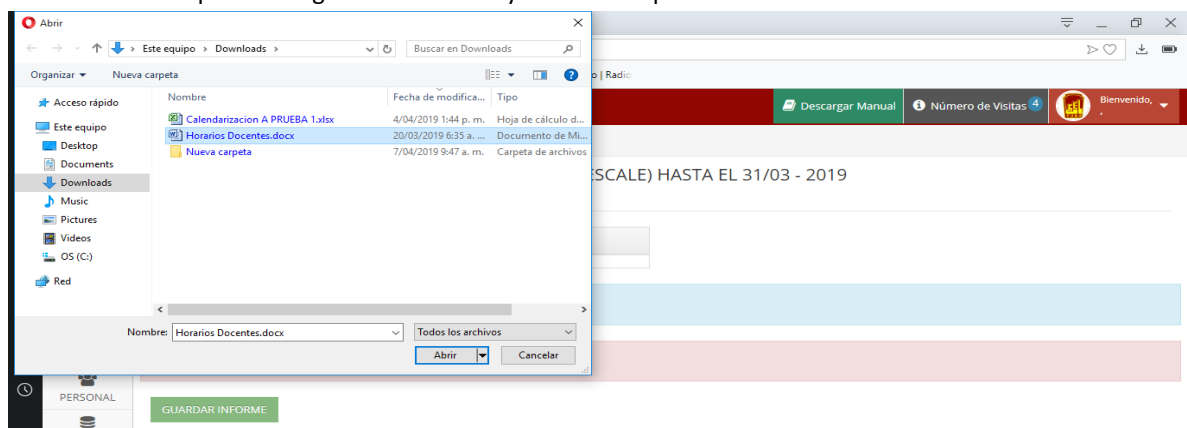 Abrir
Este equipo > Downloads >
Buscar en Downloads
Organizar
Nueva carpeta
Acceso rápido
Este equipo
Desktop
Documents
Downloads
Music
Pictures
Videos
OS (C:)
Red
Nombre Fecha de modifica... Tipo
Calendarizacion A PRUEBA 1.xlsx 4/04/2019 1:44 p. m. Hoja de cálculo d...
Horarios Docentes.docx 20/03/2019 6:35 a. ... Documento de Mi...
Nueva carpeta 7/04/2019 9:47 a. m. Carpeta de archivos
Nombre: Horarios Docentes.docx Todos los archivos
Abrir Cancelar
o | Radio
Descargar Manual Número de Visitas 4 Bienvenido,
,
ESCALE) HASTA EL 31/03 - 2019
PERSONAL
GUARDAR INFORME